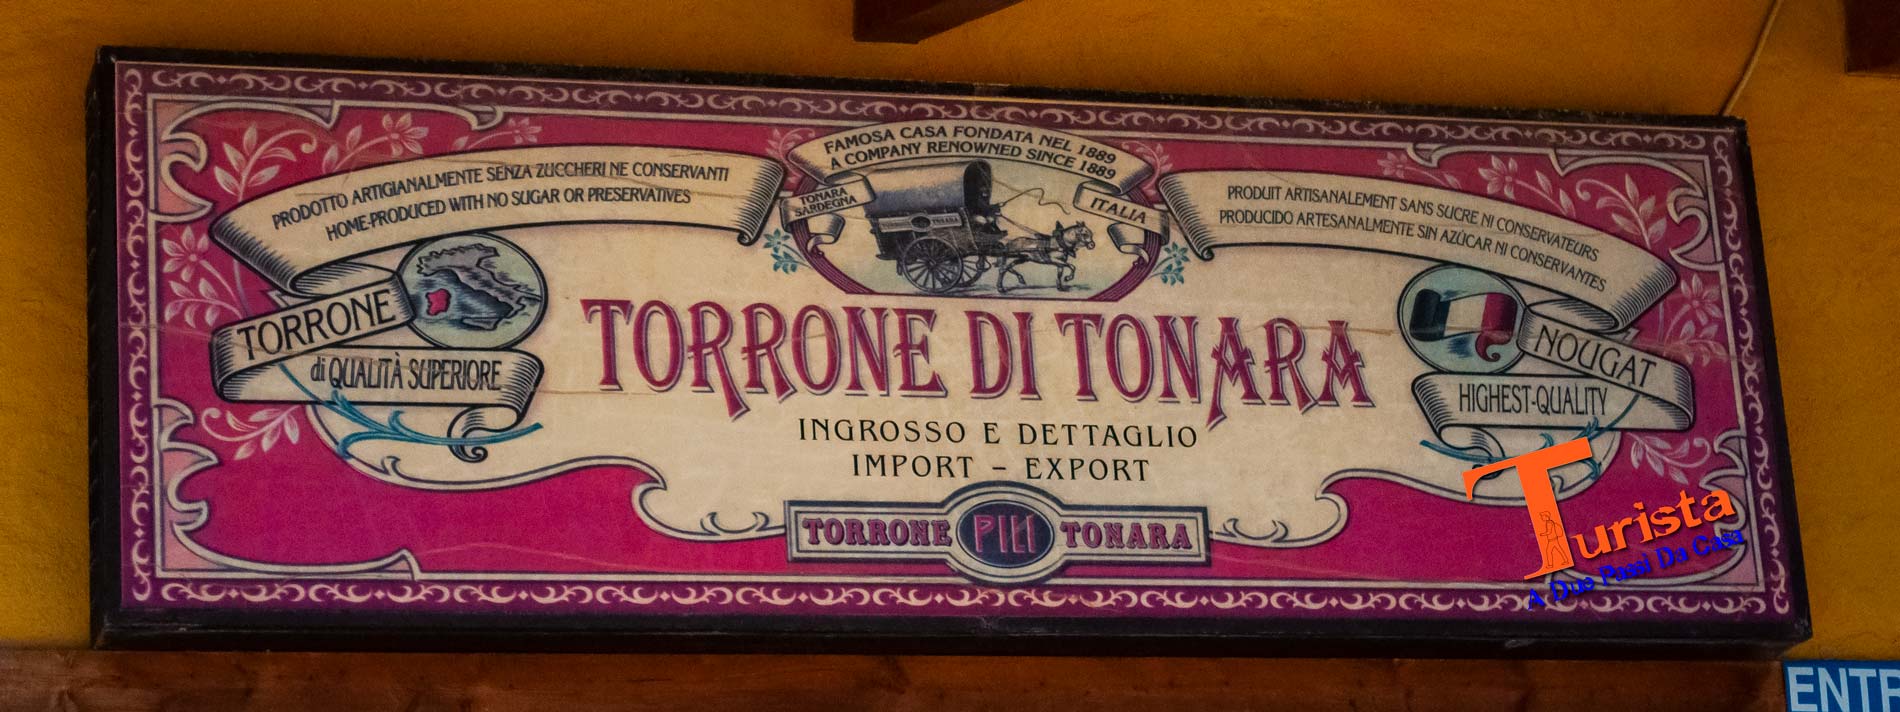 FAMOSA CASA FONDATA NEL 1889
A COMPANY RENOWNED SINCE 1889
TONARA
SARDEGNA
ITALIA
TONARA
PRODOTTO ARTIGIANALMENTE SENZA ZUCCHERI NE CONSERVANTI
HOME-PRODUCED WITH NO SUGAR OR PRESERVATIVES
PRODUIT ARTISANALEMENT SANS SUCRE NI CONSERVATEURS
PRODUCIDO ARTESANALMENTE SIN AZÚCAR NI CONSERVANTES
TORRONE
di QUALITÀ SUPERIORE
TORRONE DI TONARA
NOUGAT
HIGHEST-QUALITY
INGROSSO E DETTAGLIO
IMPORT - EXPORT
TORRONE PILI TONARA
Turista
A Due Passi Da Casa
ENTR